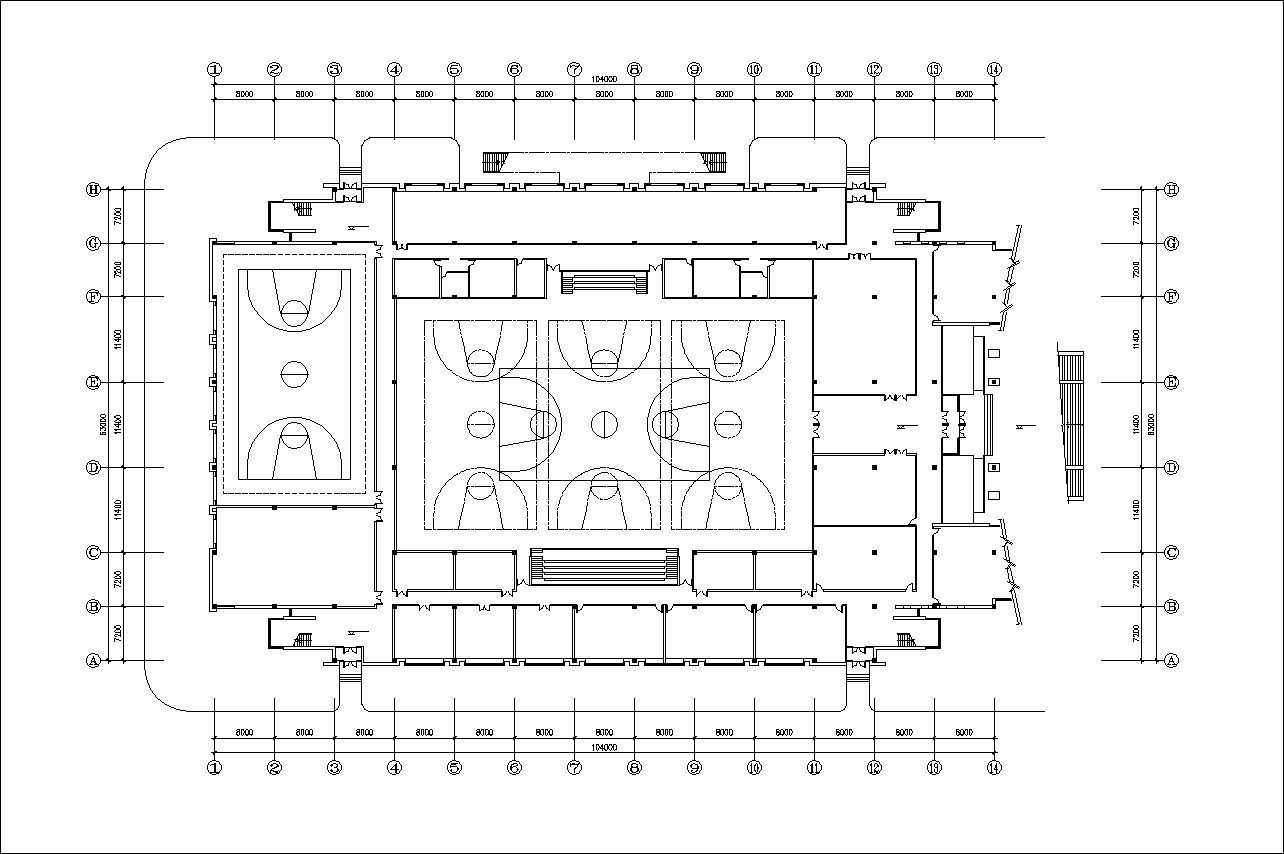 ① ② ③ ④ ⑤ ⑥ ⑦ ⑧ ⑨ ⑩ ⑪ ⑫ ⑬ ⑭
104000
8000 8000 8000 8000 8000 8000 8000 8000 8000 8000 8000 8000 8000
H H
7200 7200
G G
7200 7200
F F
11400 11400
E E
63000 11400 11400 63000
D D
11400 11400
C C
7200 7200
B B
7200 7200
A A
8000 8000 8000 8000 8000 8000 8000 8000 8000 8000 8000 8000 8000
104000
① ② ③ ④ ⑤ ⑥ ⑦ ⑧ ⑨ ⑩ ⑪ ⑫ ⑬ ⑭